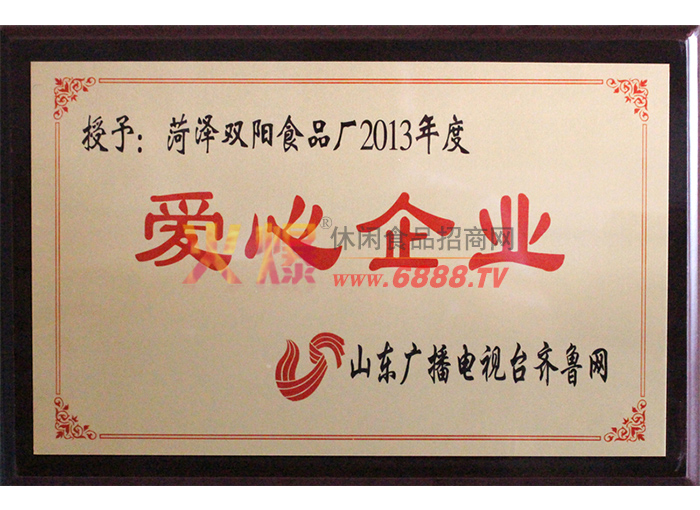 授予：菏泽双阳食品厂2013年度
爱心企业
火爆®休闲食品招商网
www.6888.TV
山东广播电视台齐鲁网